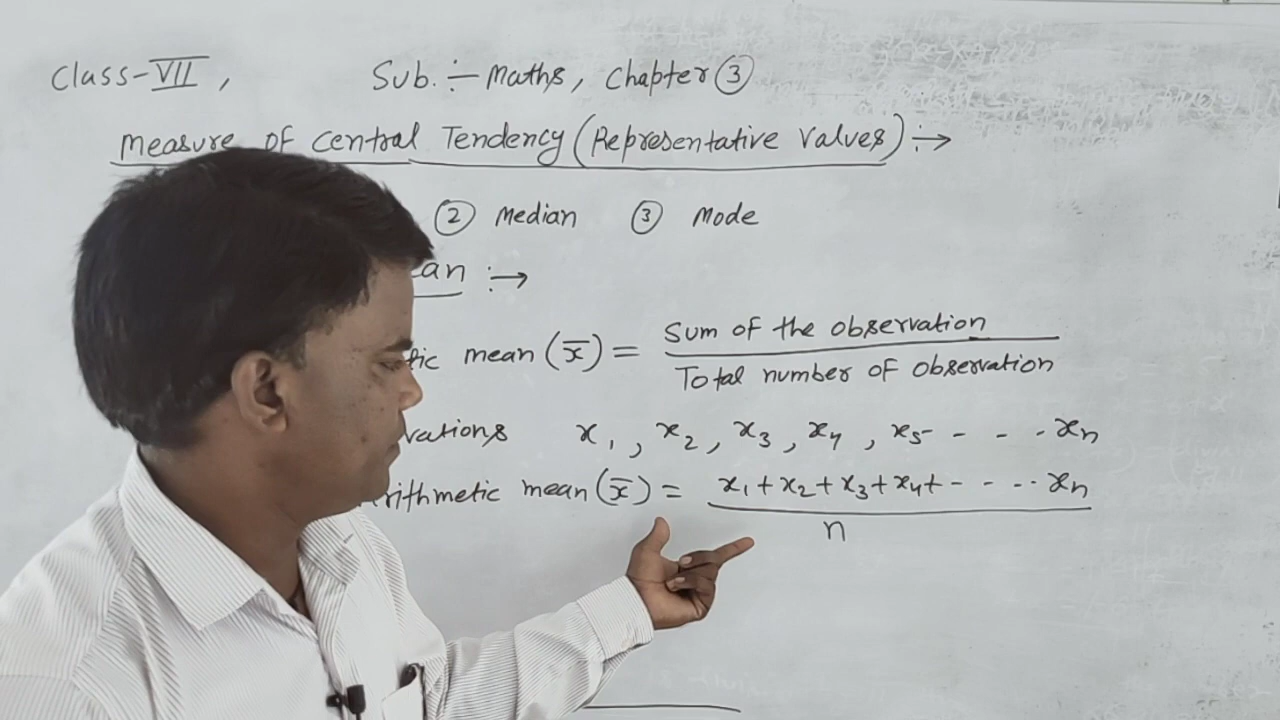 Class-VII, Sub. :- Maths, Chapter ③
Measure of Central Tendency (Representative Values) :→
② Median ③ Mode
ean :→
tic mean (x̅) = Sum of the observation
Total number of observation
vations x₁, x₂, x₃, x₄, x₅- - - - xₙ
rithmetic mean (x̅) = x₁+x₂+x₃+x₄+- - - ··· xₙ
n